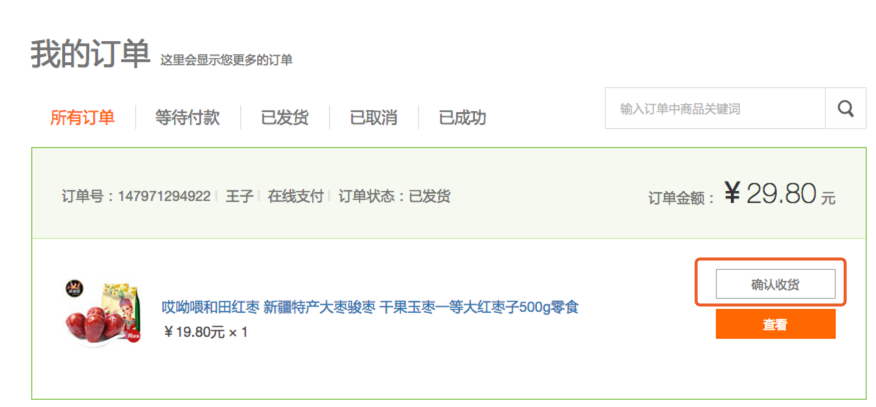 我的订单 这里会显示您更多的订单
所有订单 等待付款 已发货 已取消 已成功 输入订单中商品关键词
订单号：147971294922 王子 在线支付 订单状态：已发货 订单金额：￥29.80元
确认收货
哎呦喂和田红枣 新疆特产大枣骏枣 干果玉枣一等大红枣子500g零食
￥19.80元 × 1
查看